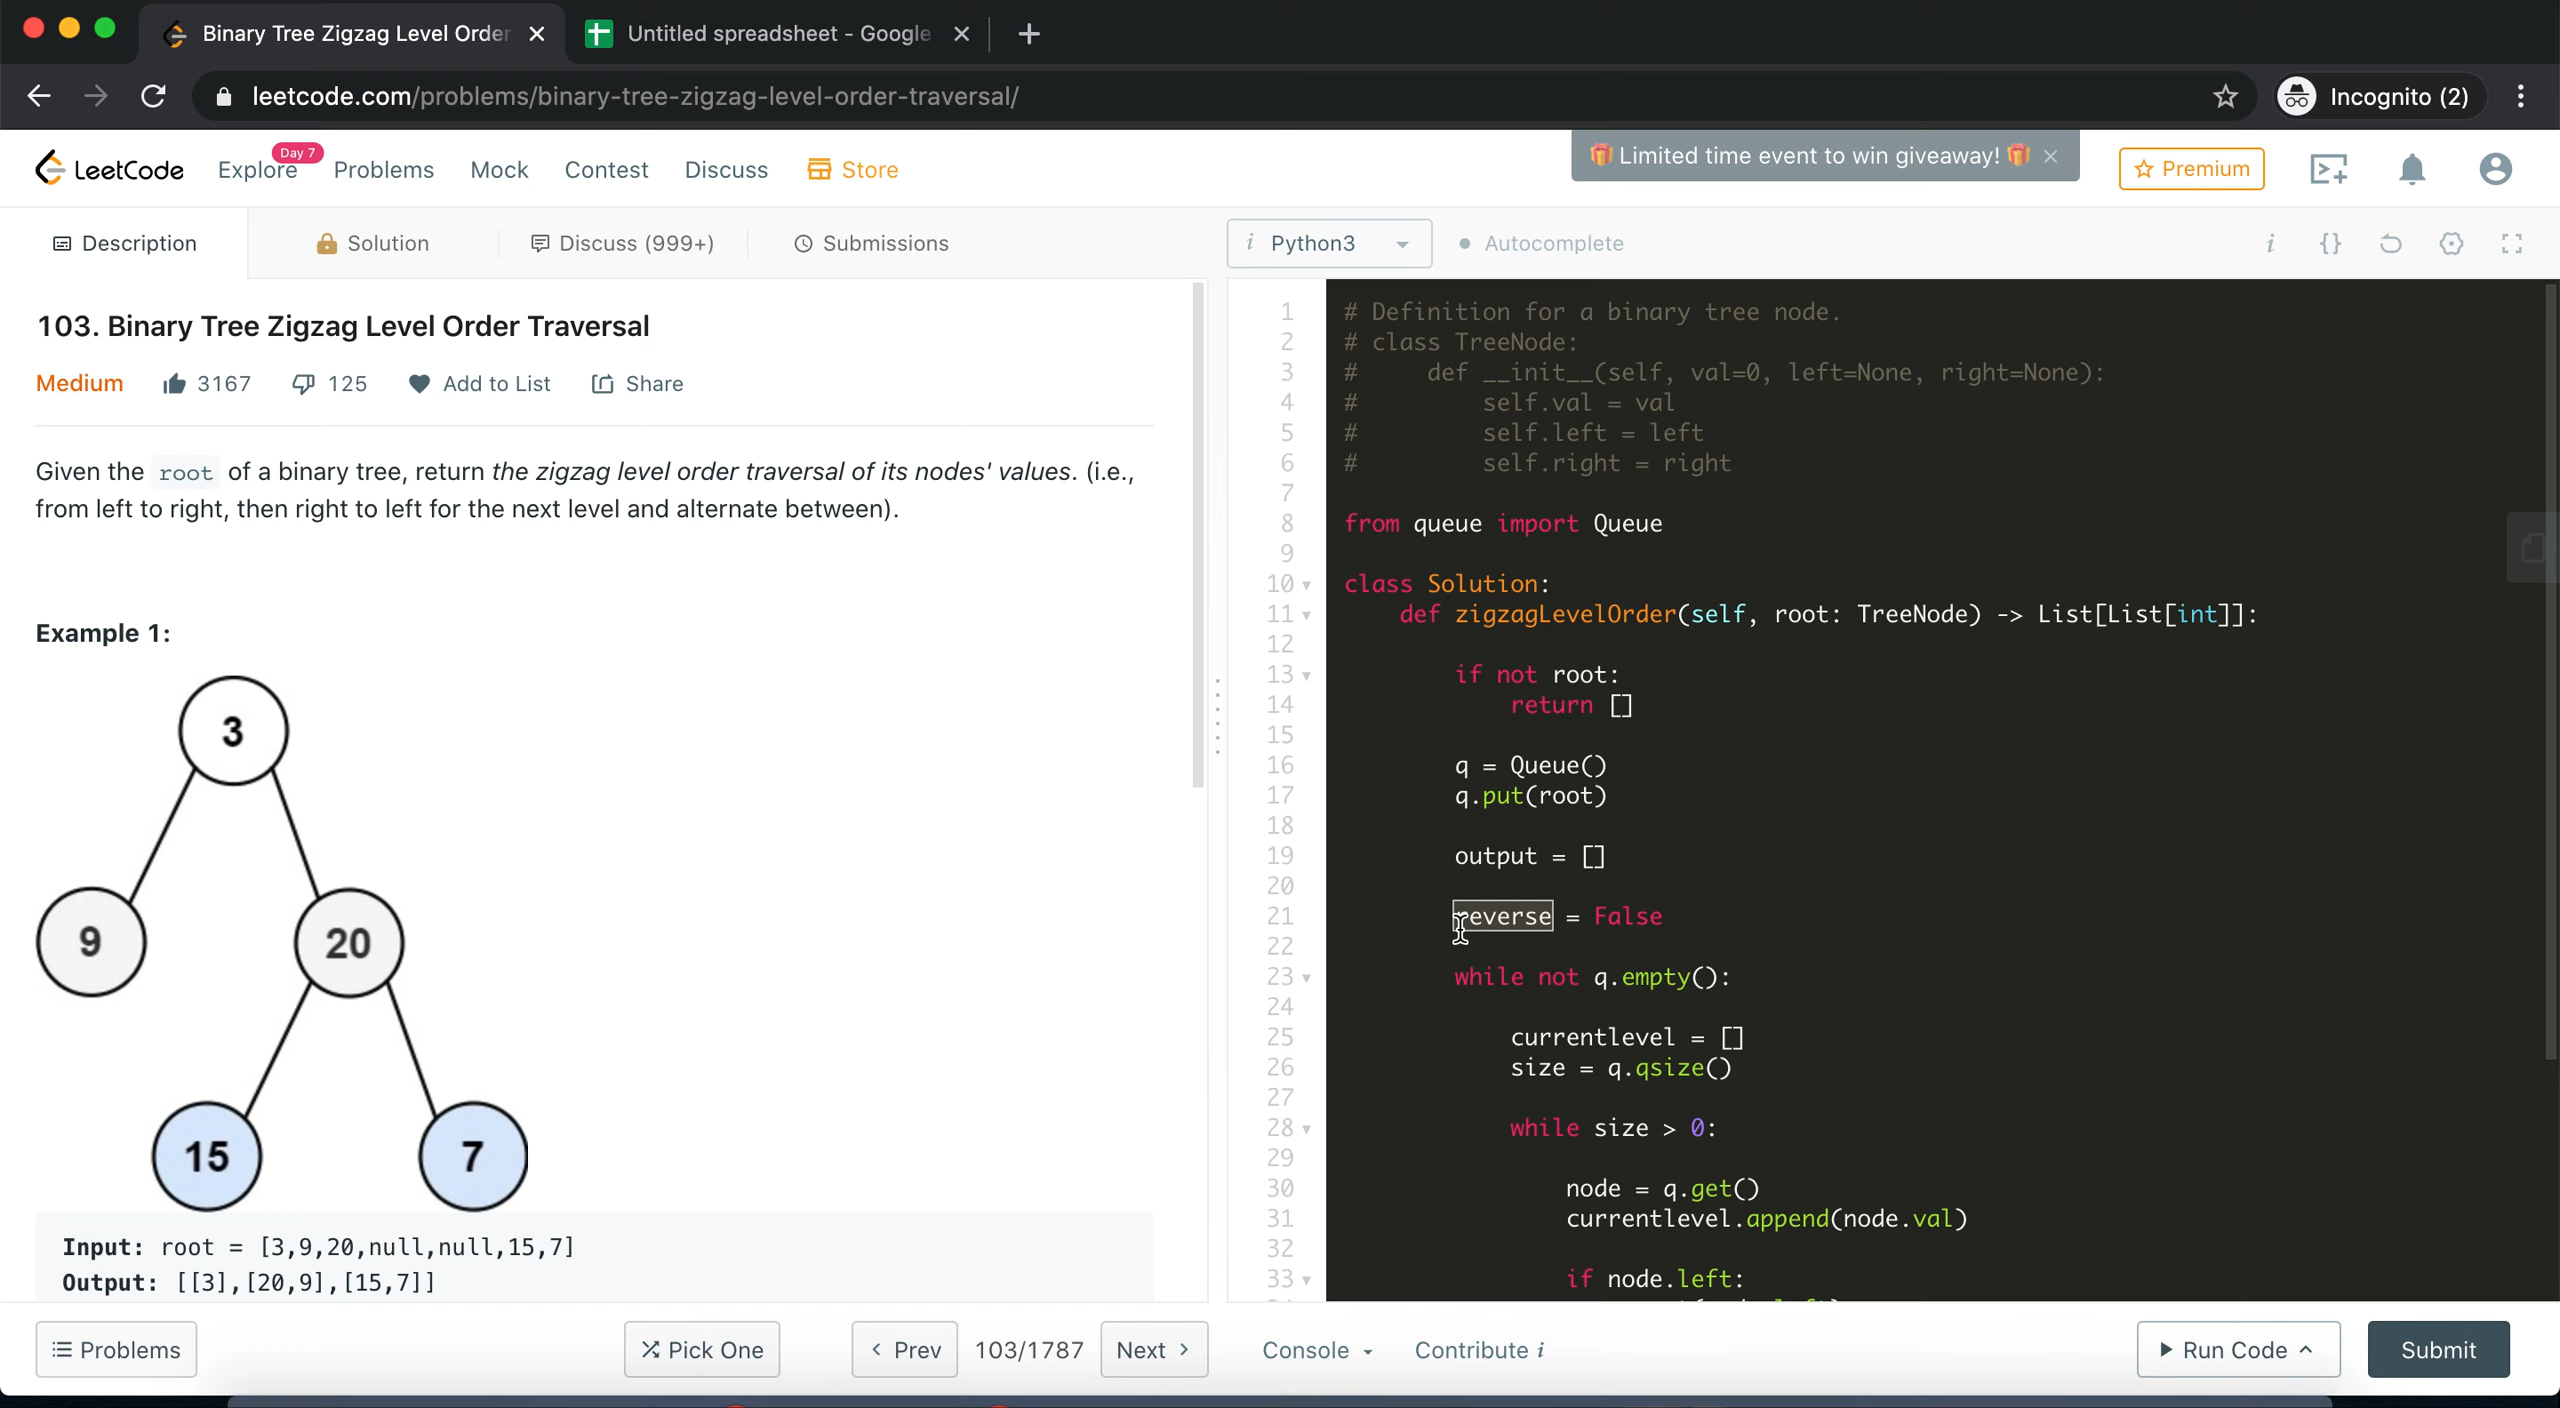 Binary Tree Zigzag Level Order
Untitled spreadsheet - Google
leetcode.com/problems/binary-tree-zigzag-level-order-traversal/
Incognito (2)
LeetCode
Explore
Day 7
Problems
Mock
Contest
Discuss
Store
🎁 Limited time event to win giveaway! 🎁
Premium
Description
Solution
Discuss (999+)
Submissions
i Python3
Autocomplete
i
{}
103. Binary Tree Zigzag Level Order Traversal
Medium
3167
125
Add to List
Share
Given the root of a binary tree, return the zigzag level order traversal of its nodes' values. (i.e.,
from left to right, then right to left for the next level and alternate between).
Example 1:
3
9
20
15
7
Input: root = [3,9,20,null,null,15,7]
Output: [[3],[20,9],[15,7]]
1 # Definition for a binary tree node.
2 # class TreeNode:
3 #     def __init__(self, val=0, left=None, right=None):
4 #         self.val = val
5 #         self.left = left
6 #         self.right = right
7
8 from queue import Queue
9
10 class Solution:
11     def zigzagLevelOrder(self, root: TreeNode) -> List[List[int]]:
12
13         if not root:
14             return []
15
16         q = Queue()
17         q.put(root)
18
19         output = []
20
21         reverse = False
22
23         while not q.empty():
24
25             currentlevel = []
26             size = q.qsize()
27
28             while size > 0:
29
30                 node = q.get()
31                 currentlevel.append(node.val)
32
33                 if node.left:
Problems
Pick One
Prev
103/1787
Next
Console
Contribute i
Run Code
Submit